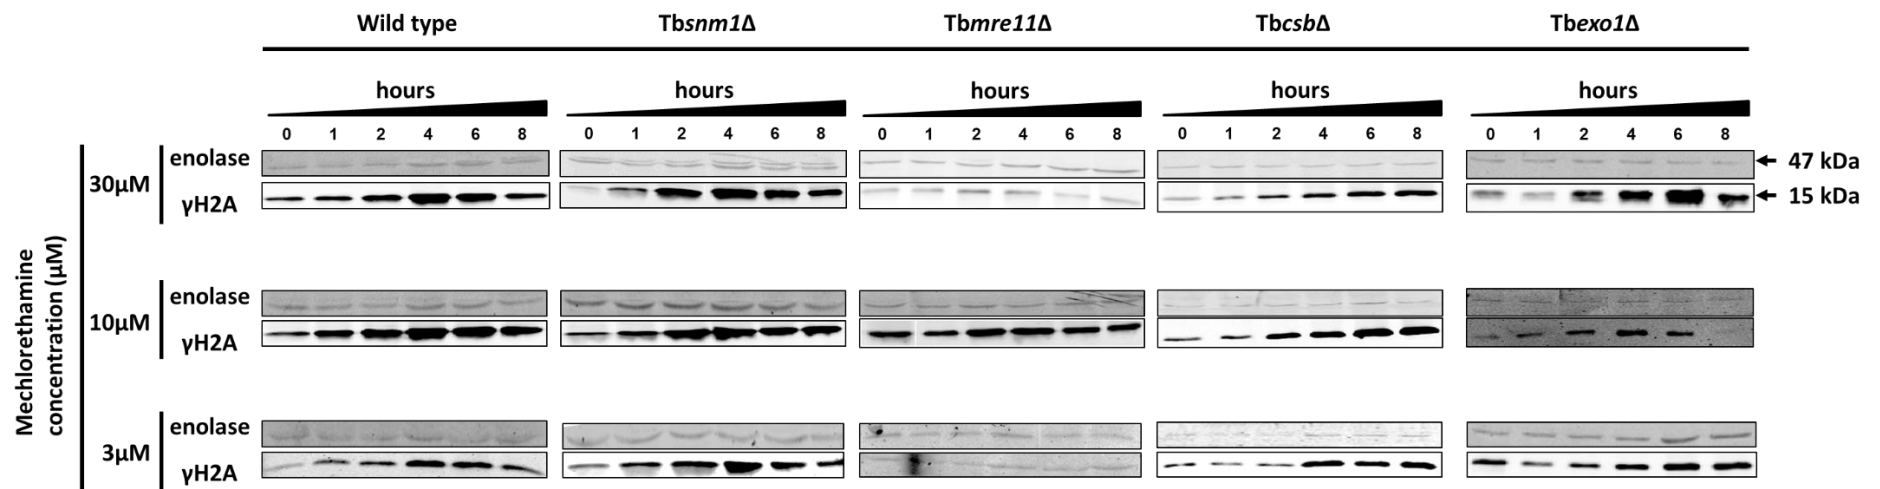 Wild type Tbsnm1Δ Tbmre11Δ TbcsbΔ Tbexo1Δ
hours hours hours hours hours
0 1 2 4 6 8 0 1 2 4 6 8 0 1 2 4 6 8 0 1 2 4 6 8 0 1 2 4 6 8
Mechlorethamine
concentration (μM)
30μM
enolase
47 kDa
γH2A
15 kDa
10μM
enolase
γH2A
3μM
enolase
γH2A